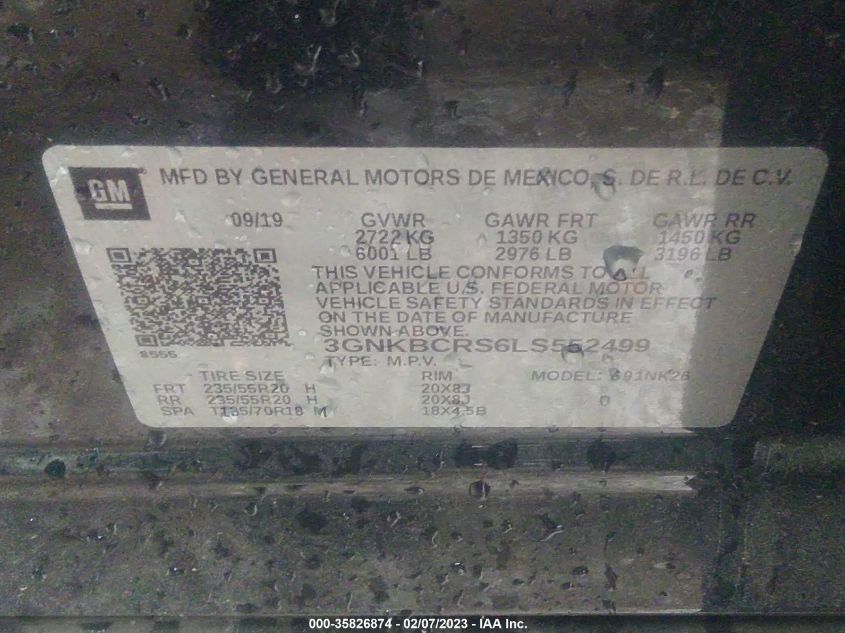 GM
MFD BY GENERAL MOTORS DE MEXICO, S. DE R.L. DE C.V.
09/19 GVWR GAWR FRT GAWR RR
2722 KG 1350 KG 1450 KG
6001 LB 2976 LB 3196 LB
THIS VEHICLE CONFORMS TO ALL
APPLICABLE U.S. FEDERAL MOTOR
VEHICLE SAFETY STANDARDS IN EFFECT
ON THE DATE OF MANUFACTURE
SHOWN ABOVE.
8555
3GNKBCRS6LS552499
TYPE: M.P.V.
TIRE SIZE RIM MODEL:
FRT 235/55R20 H 20X8J
RR 235/55R20 H 20X8J
SPA T135/70R18 M 18X4.5B
000-35826874 - 02/07/2023 - IAA Inc.